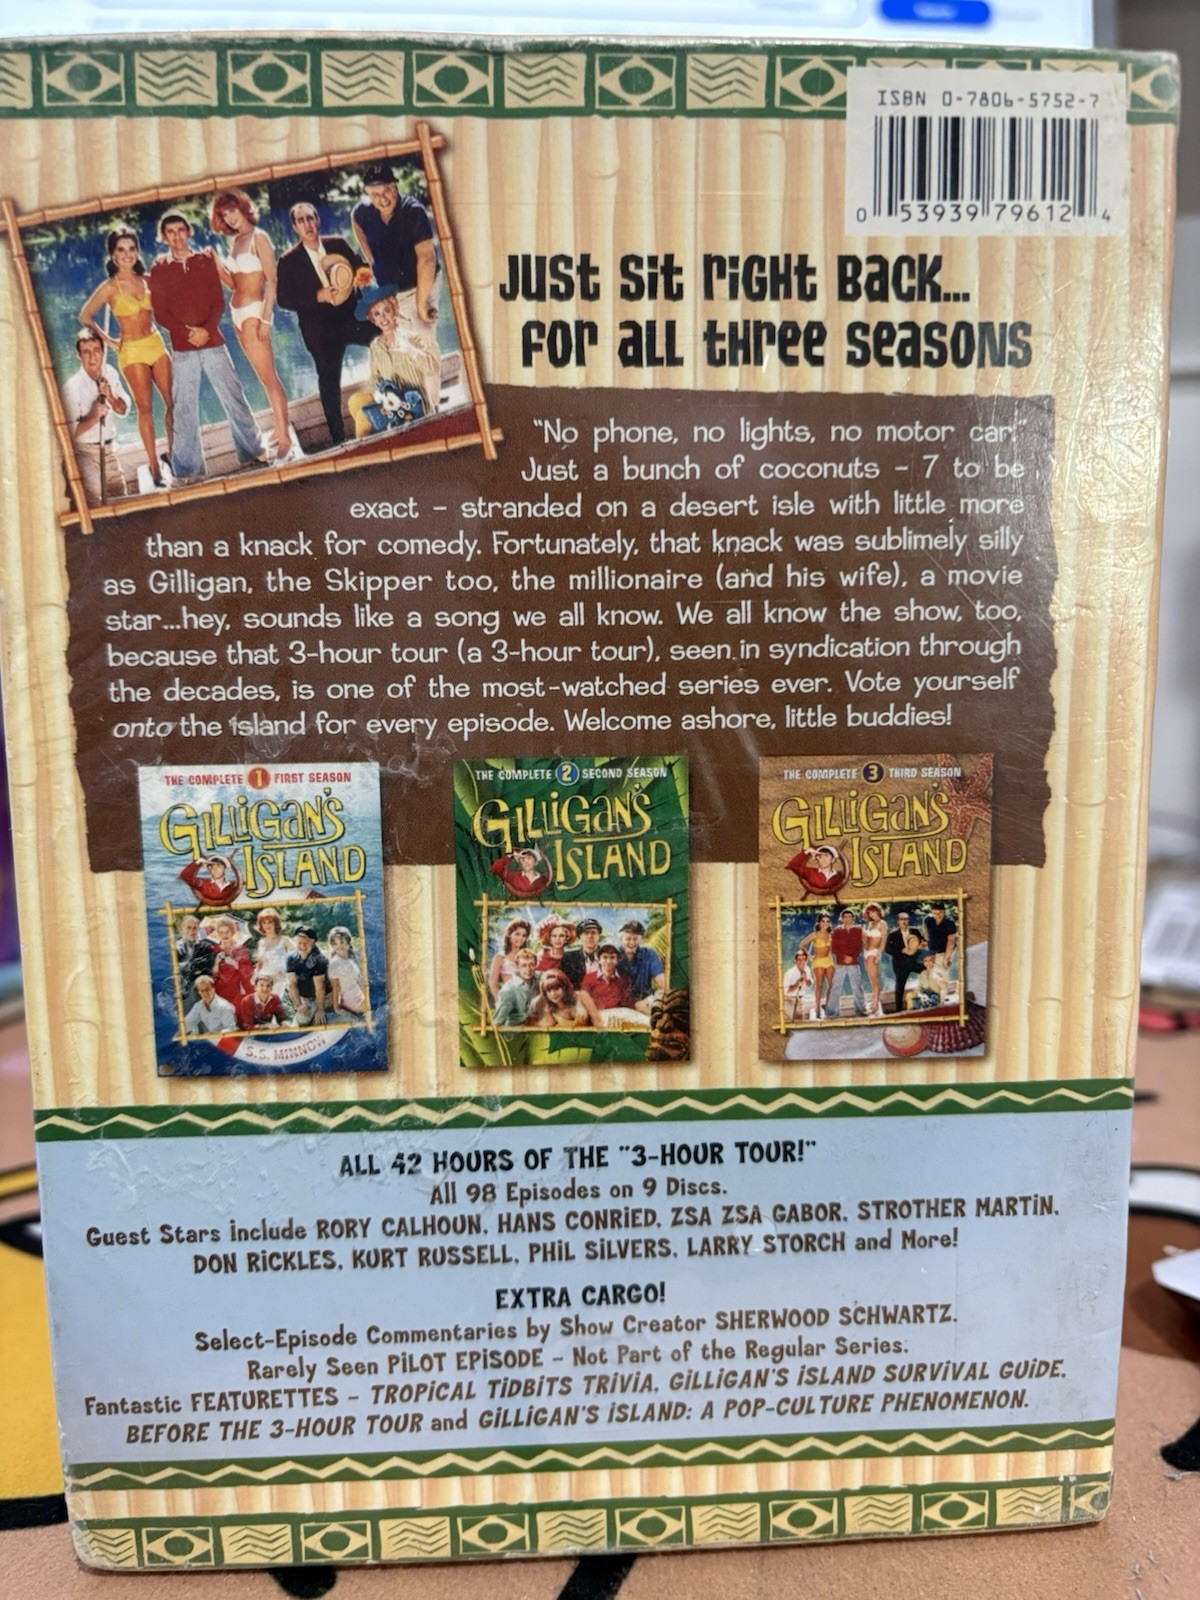 ISBN 0-7806-5752-7
0 53939 79612 4
JUST SIT RIGHT BACK...
FOR ALL THREE SEASONS
"No phone, no lights, no motor car!"
Just a bunch of coconuts – 7 to be
exact – stranded on a desert isle with little more
than a knack for comedy. Fortunately, that knack was sublimely silly
as Gilligan, the Skipper too, the millionaire (and his wife), a movie
star...hey, sounds like a song we all know. We all know the show, too,
because that 3-hour tour (a 3-hour tour), seen in syndication through
the decades, is one of the most-watched series ever. Vote yourself
onto the island for every episode. Welcome ashore, little buddies!
THE COMPLETE 1 FIRST SEASON
GILLIGAN'S
ISLAND
S.S. MINNOW
THE COMPLETE 2 SECOND SEASON
GILLIGAN'S
ISLAND
THE COMPLETE 3 THIRD SEASON
GILLIGAN'S
ISLAND
ALL 42 HOURS OF THE "3-HOUR TOUR!"
All 98 Episodes on 9 Discs.
Guest Stars include RORY CALHOUN, HANS CONRIED, ZSA ZSA GABOR, STROTHER MARTIN,
DON RICKLES, KURT RUSSELL, PHIL SILVERS, LARRY STORCH and More!
EXTRA CARGO!
Select-Episode Commentaries by Show Creator SHERWOOD SCHWARTZ.
Rarely Seen PILOT EPISODE – Not Part of the Regular Series.
Fantastic FEATURETTES – TROPICAL TIDBITS TRIVIA, GILLIGAN'S ISLAND SURVIVAL GUIDE,
BEFORE THE 3-HOUR TOUR and GILLIGAN'S ISLAND: A POP-CULTURE PHENOMENON.